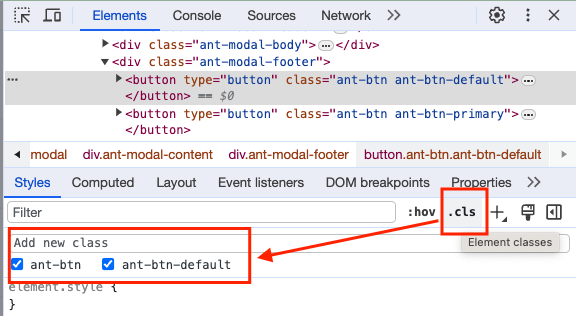 Elements Console Sources Network >>
<div class="ant-modal-body"> … </div>
<div class="ant-modal-footer">
… <button type="button" class="ant-btn ant-btn-default"> …
</button> == $0
<button type="button" class="ant-btn ant-btn-primary"> …
</button>
modal div.ant-modal-content div.ant-modal-footer button.ant-btn.ant-btn-default
Styles Computed Layout Event listeners DOM breakpoints Properties >>
Filter :hov .cls
Add new class Element classes
ant-btn ant-btn-default
element.style {
}